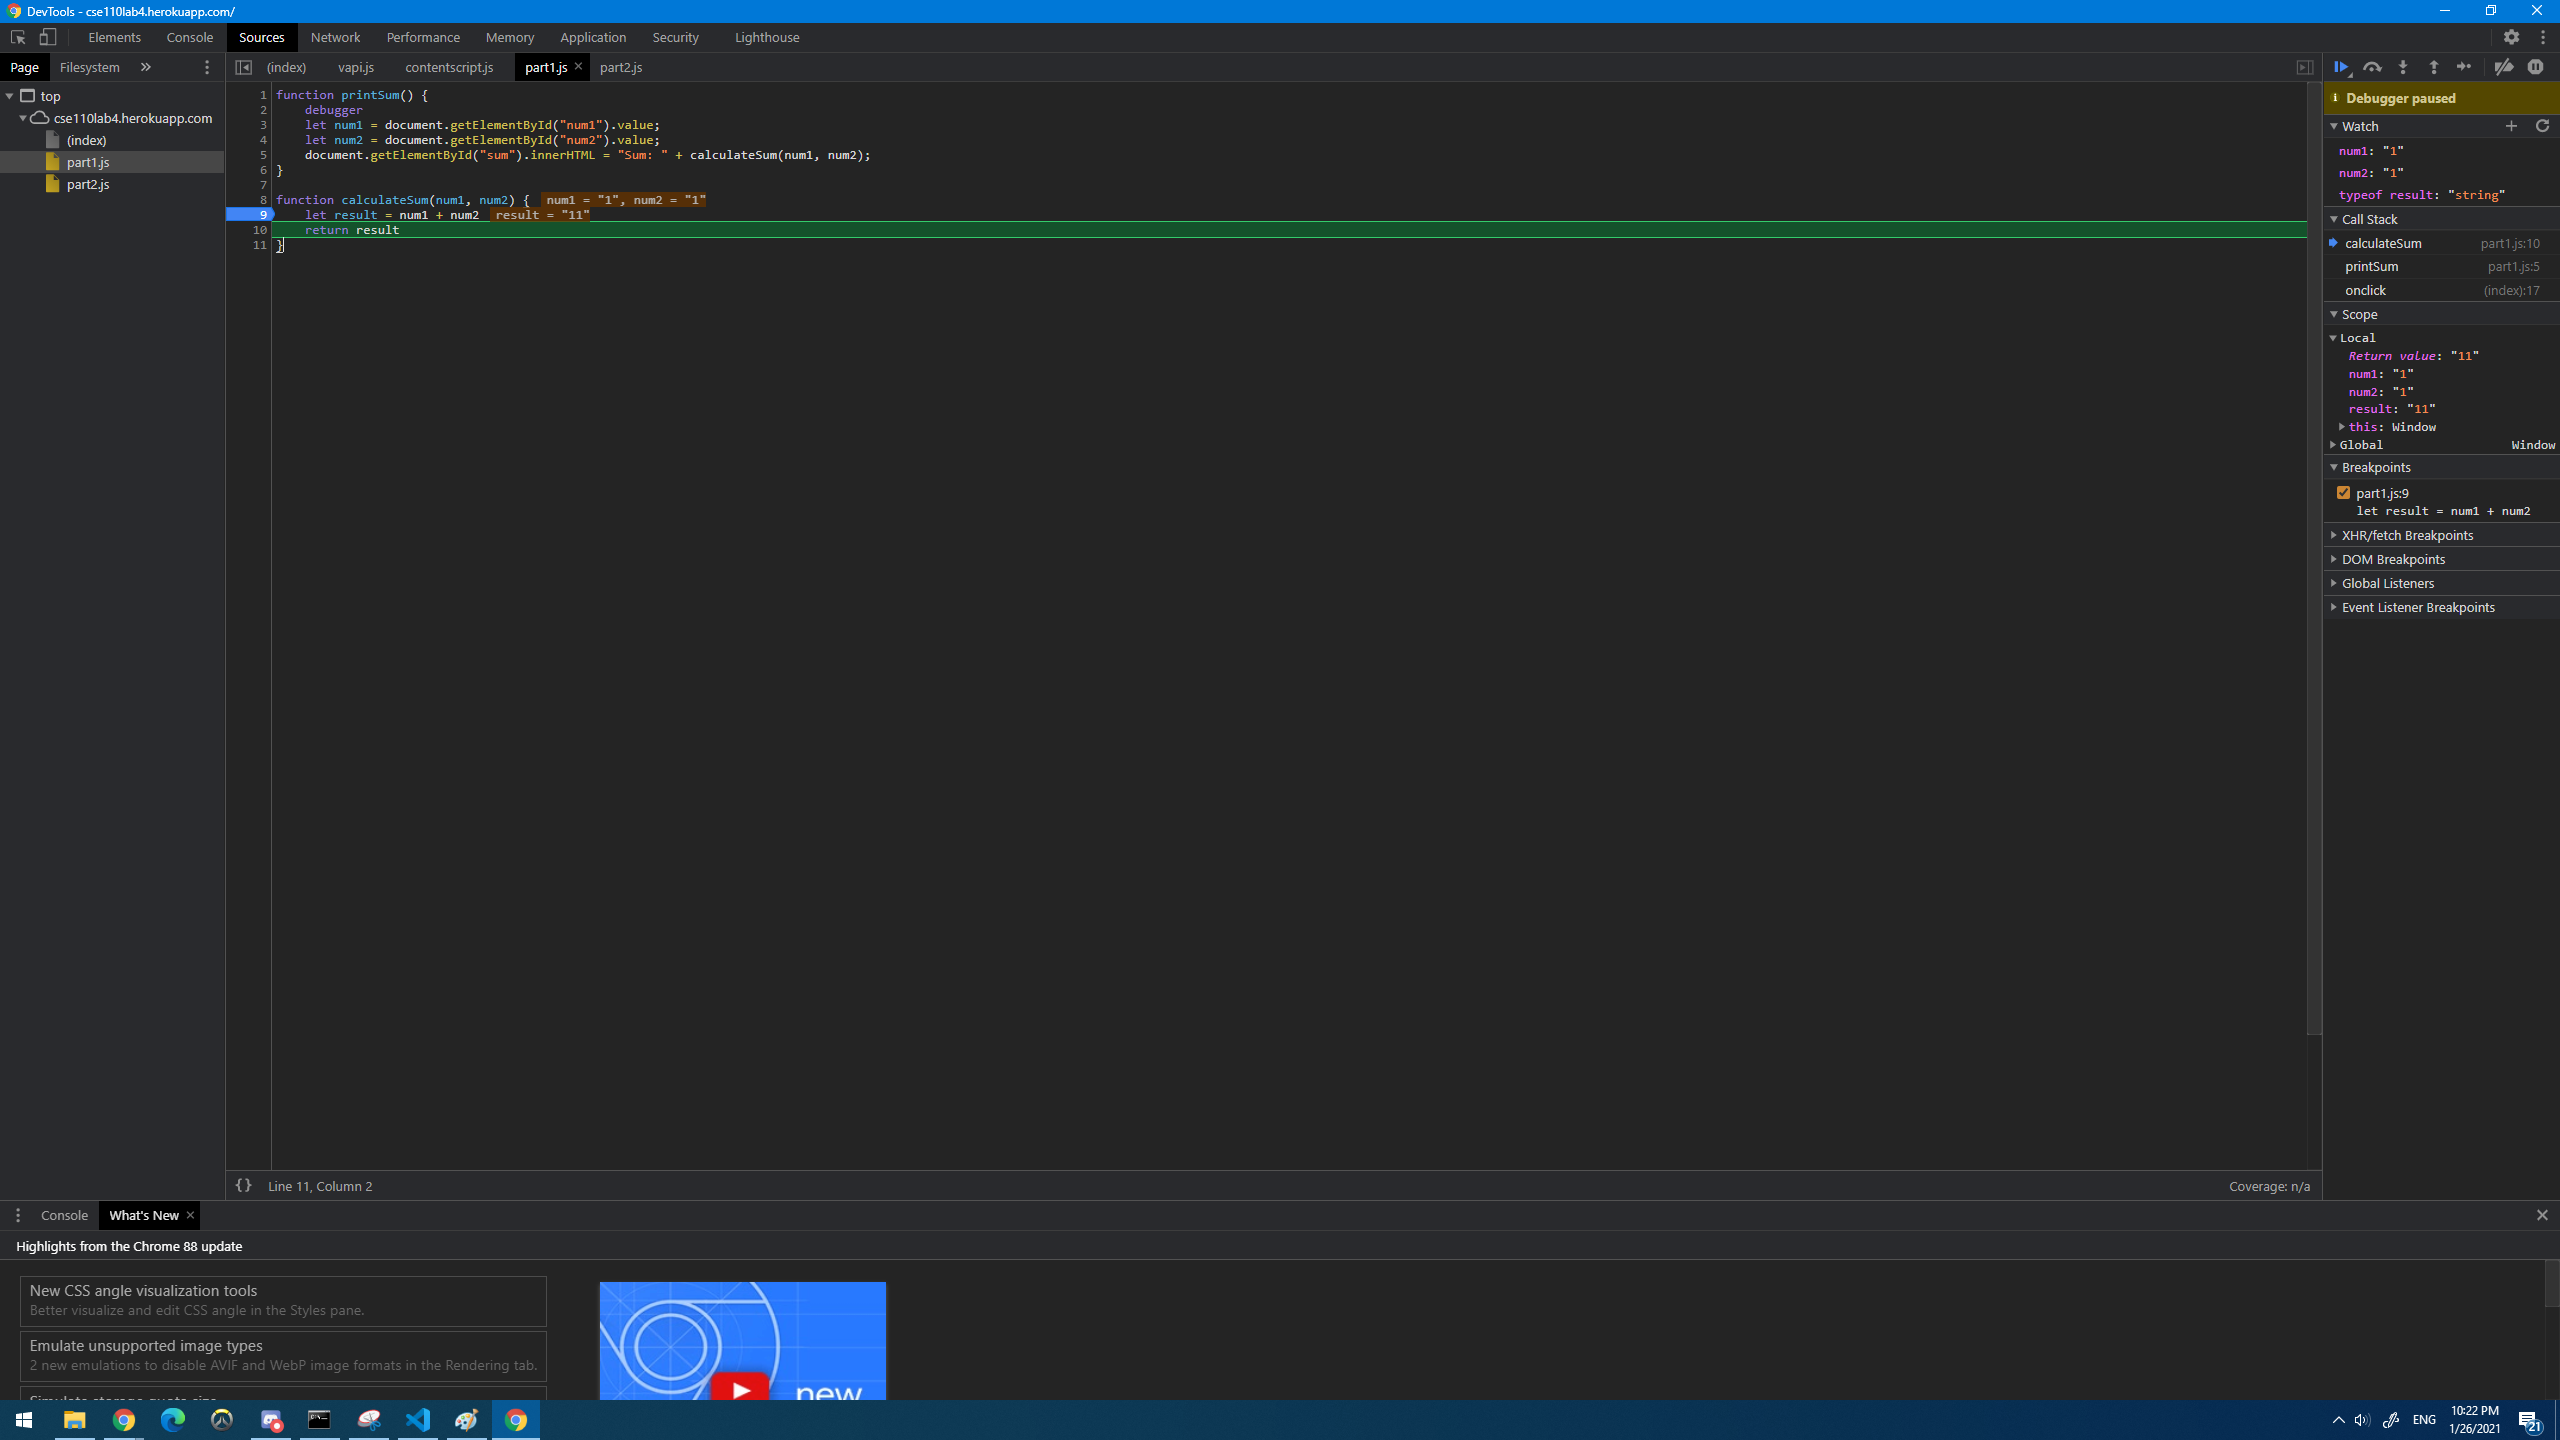 DevTools - cse110lab4.herokuapp.com/
Elements Console Sources Network Performance Memory Application Security Lighthouse
Page Filesystem »
(index) vapi.js contentscript.js part1.js × part2.js
top
cse110lab4.herokuapp.com
(index)
part1.js
part2.js
1 function printSum() {
2 debugger
3 let num1 = document.getElementById("num1").value;
4 let num2 = document.getElementById("num2").value;
5 document.getElementById("sum").innerHTML = "Sum: " + calculateSum(num1, num2);
6 }
7
8 function calculateSum(num1, num2) { num1 = "1", num2 = "1"
9 let result = num1 + num2 result = "11"
10 return result
11 }
{} Line 11, Column 2
Coverage: n/a
Debugger paused
Watch
num1: "1"
num2: "1"
typeof result: "string"
Call Stack
calculateSum part1.js:10
printSum part1.js:5
onclick (index):17
Scope
Local
Return value: "11"
num1: "1"
num2: "1"
result: "11"
this: Window
Global Window
Breakpoints
part1.js:9
let result = num1 + num2
XHR/fetch Breakpoints
DOM Breakpoints
Global Listeners
Event Listener Breakpoints
Console What's New ×
Highlights from the Chrome 88 update
New CSS angle visualization tools
Better visualize and edit CSS angle in the Styles pane.
Emulate unsupported image types
2 new emulations to disable AVIF and WebP image formats in the Rendering tab.
Simulate storage quota size
new
ENG
10:22 PM
1/26/2021
21